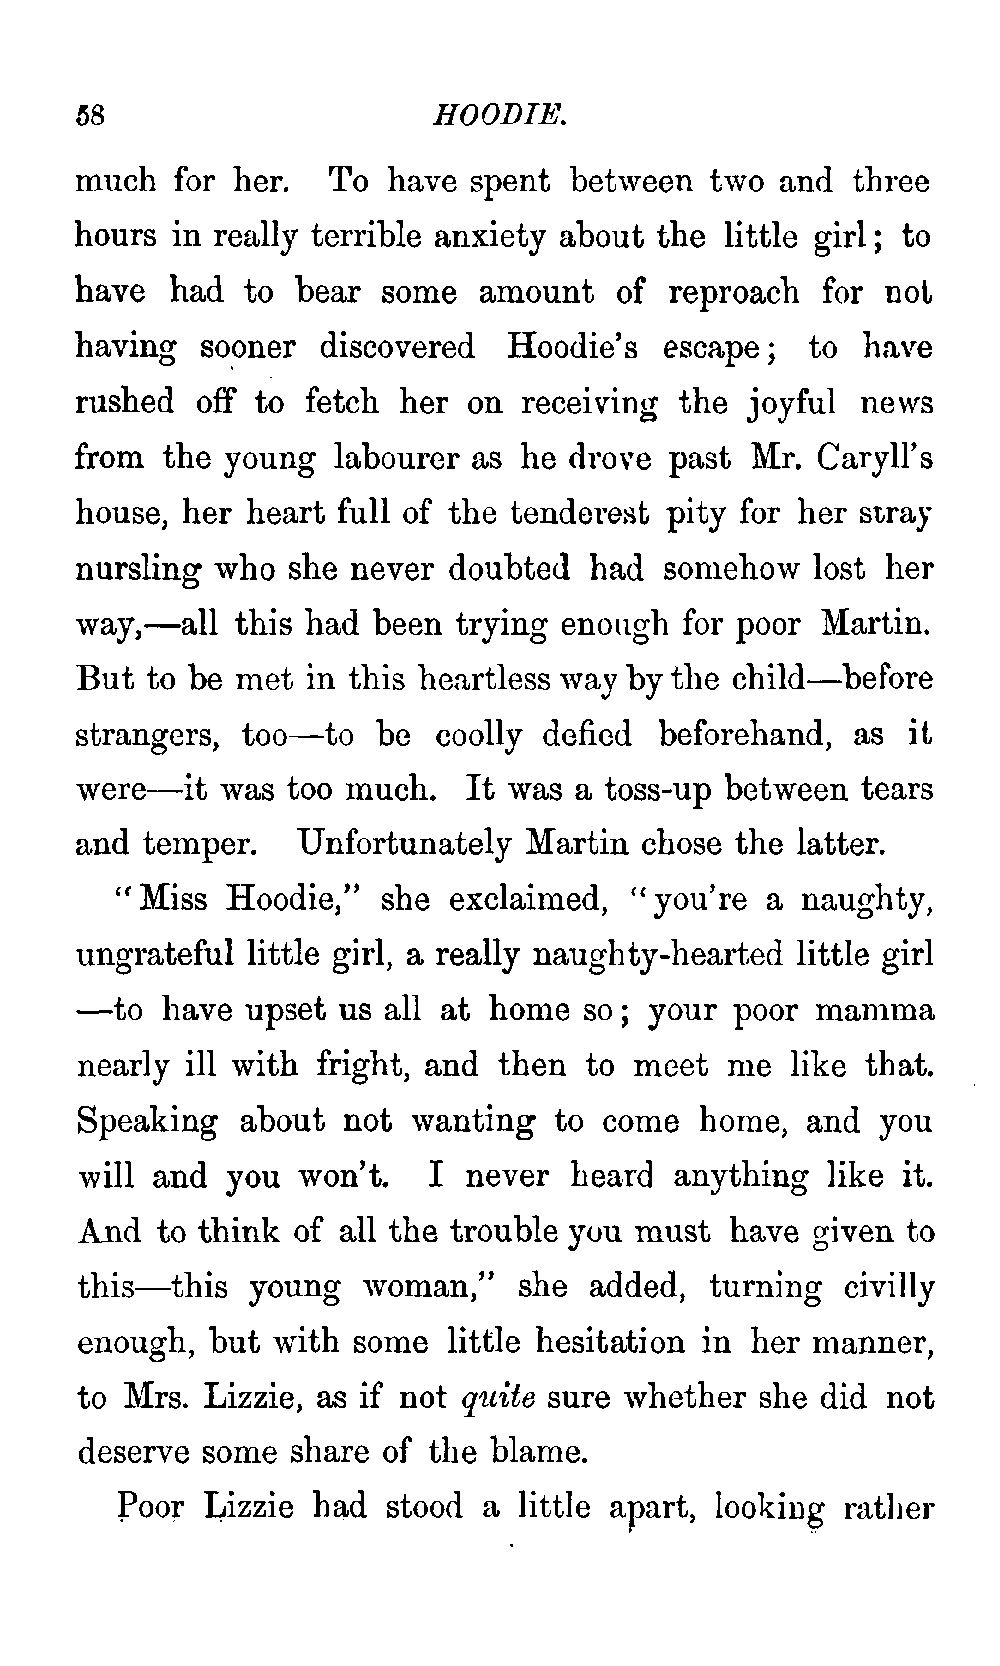 58 HOODIE.
much for her. To have spent between two and three
hours in really terrible anxiety about the little girl; to
have had to bear some amount of reproach for not
having sooner discovered Hoodie's escape; to have
rushed off to fetch her on receiving the joyful news
from the young labourer as he drove past Mr. Caryll's
house, her heart full of the tenderest pity for her stray
nursling who she never doubted had somehow lost her
way,—all this had been trying enough for poor Martin.
But to be met in this heartless way by the child—before
strangers, too—to be coolly defied beforehand, as it
were—it was too much. It was a toss-up between tears
and temper. Unfortunately Martin chose the latter.
"Miss Hoodie," she exclaimed, "you're a naughty,
ungrateful little girl, a really naughty-hearted little girl
—to have upset us all at home so; your poor mamma
nearly ill with fright, and then to meet me like that.
Speaking about not wanting to come home, and you
will and you won't. I never heard anything like it.
And to think of all the trouble you must have given to
this—this young woman," she added, turning civilly
enough, but with some little hesitation in her manner,
to Mrs. Lizzie, as if not quite sure whether she did not
deserve some share of the blame.
Poor Lizzie had stood a little apart, looking rather